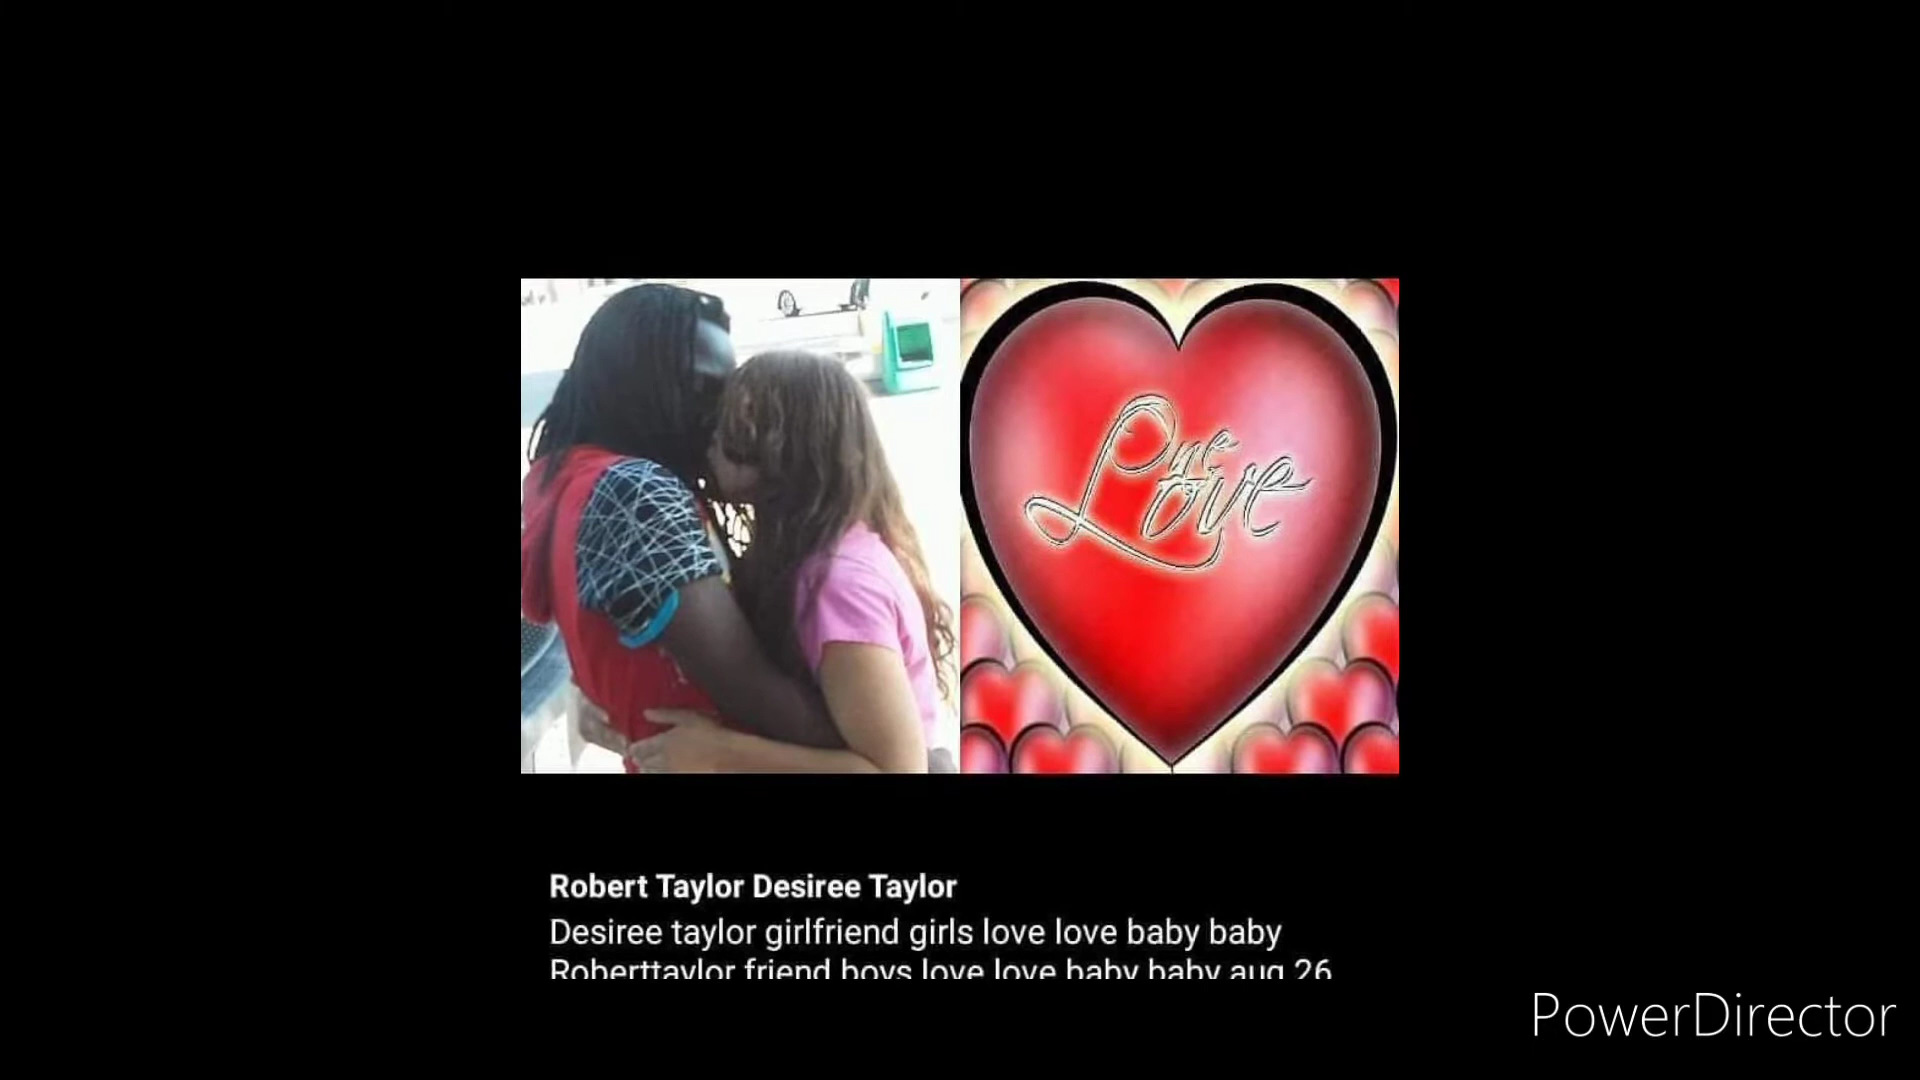 One
Love
Robert Taylor Desiree Taylor
Desiree taylor girlfriend girls love love baby baby
Roberttaylor friend boys love love baby baby aug 26
PowerDirector